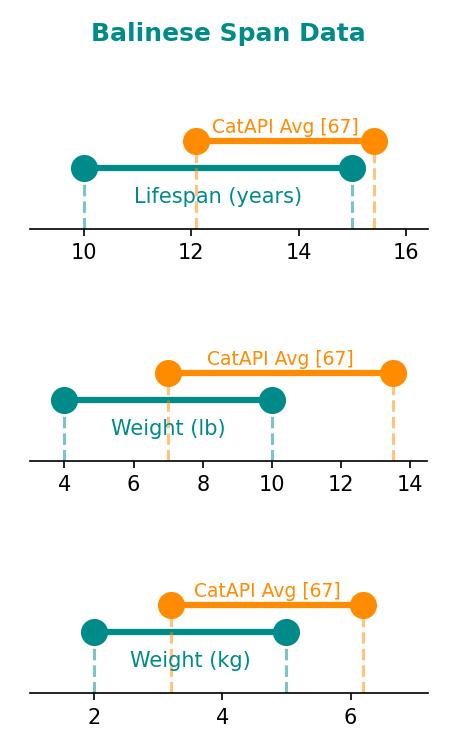 Balinese Span Data
CatAPI Avg [67]
Lifespan (years)
10 12 14 16
CatAPI Avg [67]
Weight (lb)
4 6 8 10 12 14
CatAPI Avg [67]
Weight (kg)
2 4 6